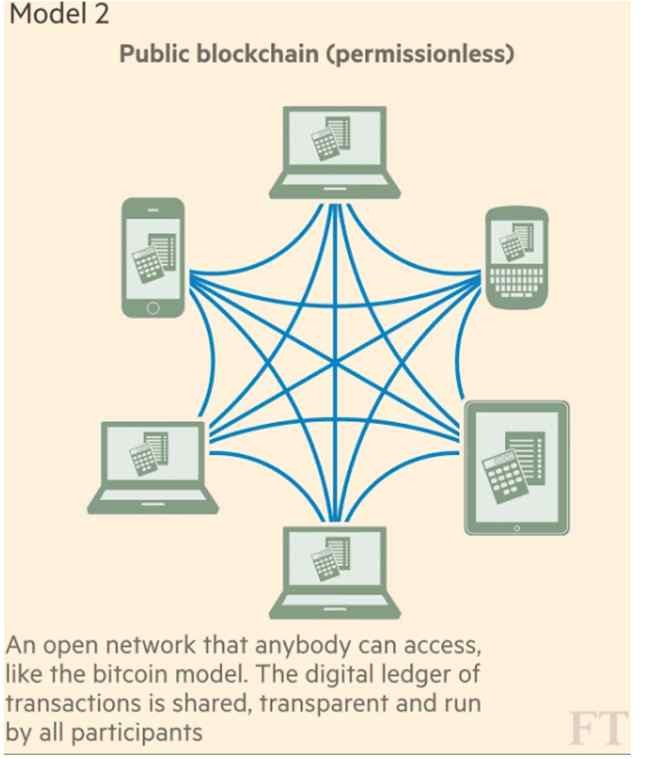 Model 2
Public blockchain (permissionless)
An open network that anybody can access,
like the bitcoin model. The digital ledger of
transactions is shared, transparent and run
by all participants
FT